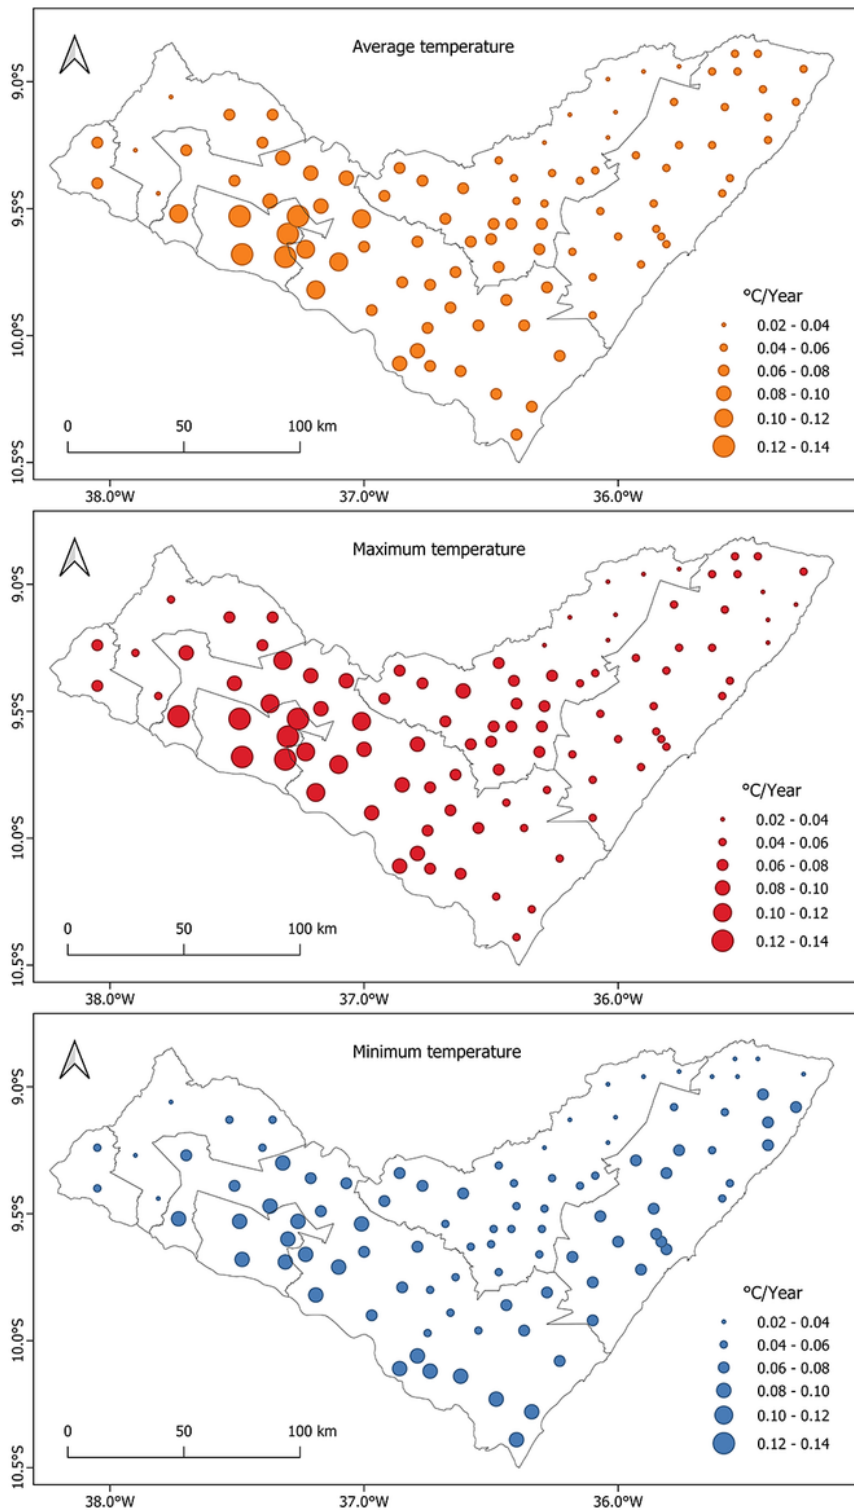 Average temperature
9.0°S
9.5°S
10.0°S
10.5°S
°C/Year
0.02 - 0.04
0.04 - 0.06
0.06 - 0.08
0.08 - 0.10
0.10 - 0.12
0.12 - 0.14
0 50 100 km
38.0°W 37.0°W 36.0°W
Maximum temperature
9.0°S
9.5°S
10.0°S
10.5°S
°C/Year
0.02 - 0.04
0.04 - 0.06
0.06 - 0.08
0.08 - 0.10
0.10 - 0.12
0.12 - 0.14
0 50 100 km
38.0°W 37.0°W 36.0°W
Minimum temperature
9.0°S
9.5°S
10.0°S
10.5°S
°C/Year
0.02 - 0.04
0.04 - 0.06
0.06 - 0.08
0.08 - 0.10
0.10 - 0.12
0.12 - 0.14
0 50 100 km
38.0°W 37.0°W 36.0°W